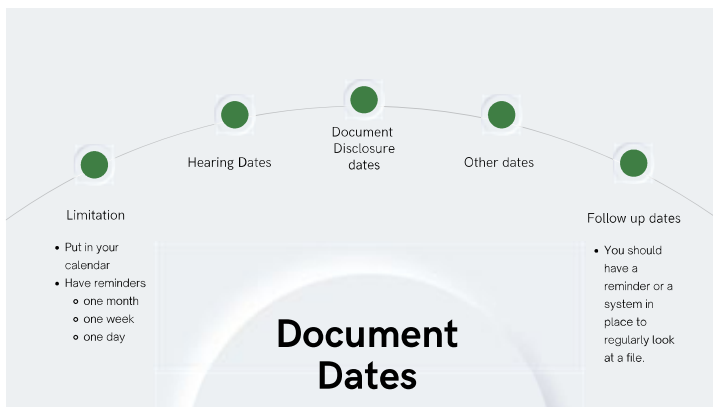 Document
Disclosure
dates
Hearing Dates
Other dates
Limitation
Follow up dates
Put in your
calendar
Have reminders
one month
one week
one day
You should
have a
reminder or a
system in
place to
regularly look
at a file.
Document
Dates